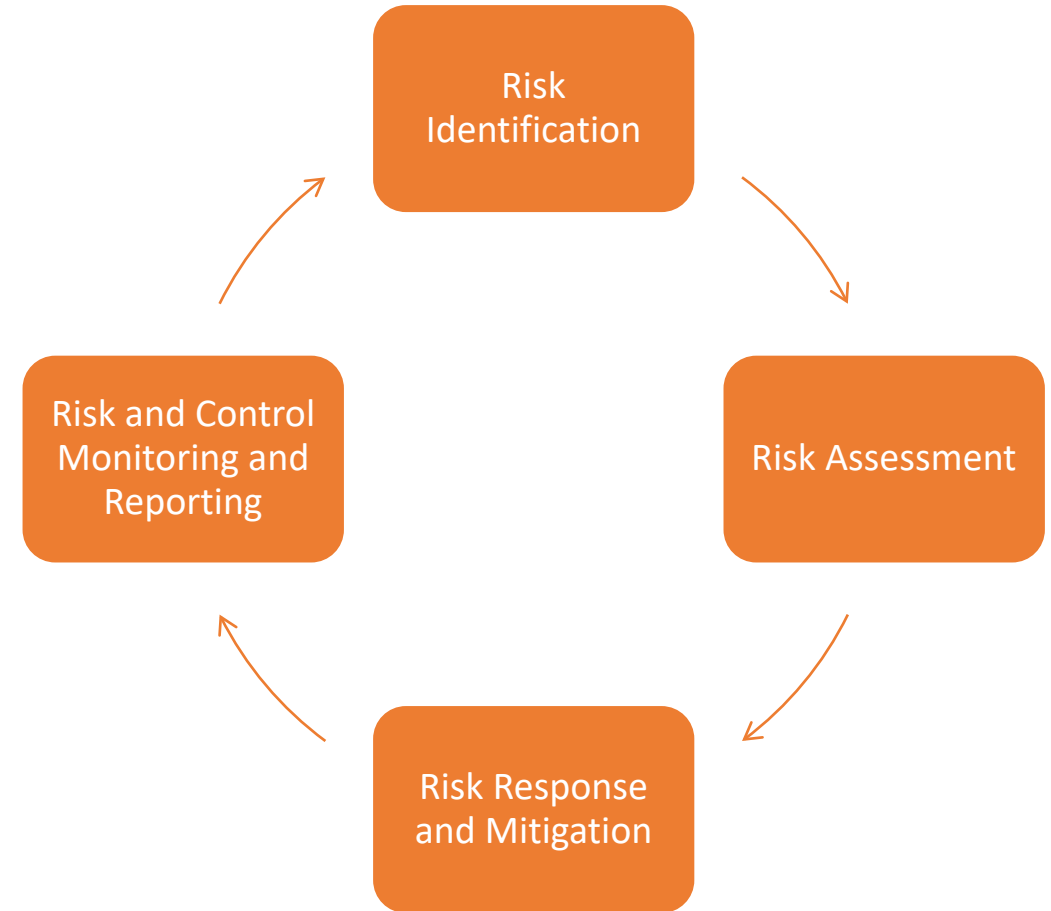 Risk
Identification
Risk and Control
Monitoring and
Reporting
Risk Assessment
Risk Response
and Mitigation